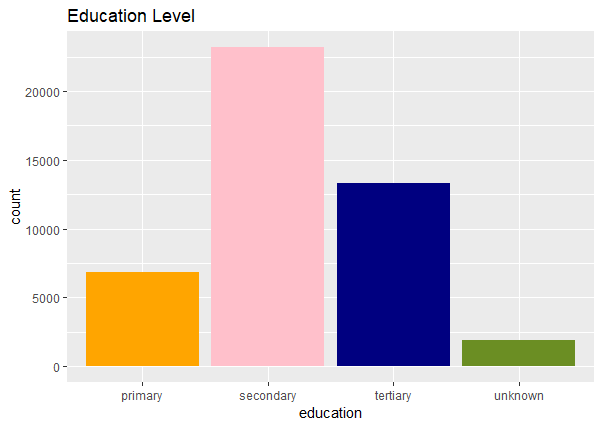 Education Level
count
20000
15000
10000
5000
0
primary secondary tertiary unknown
education